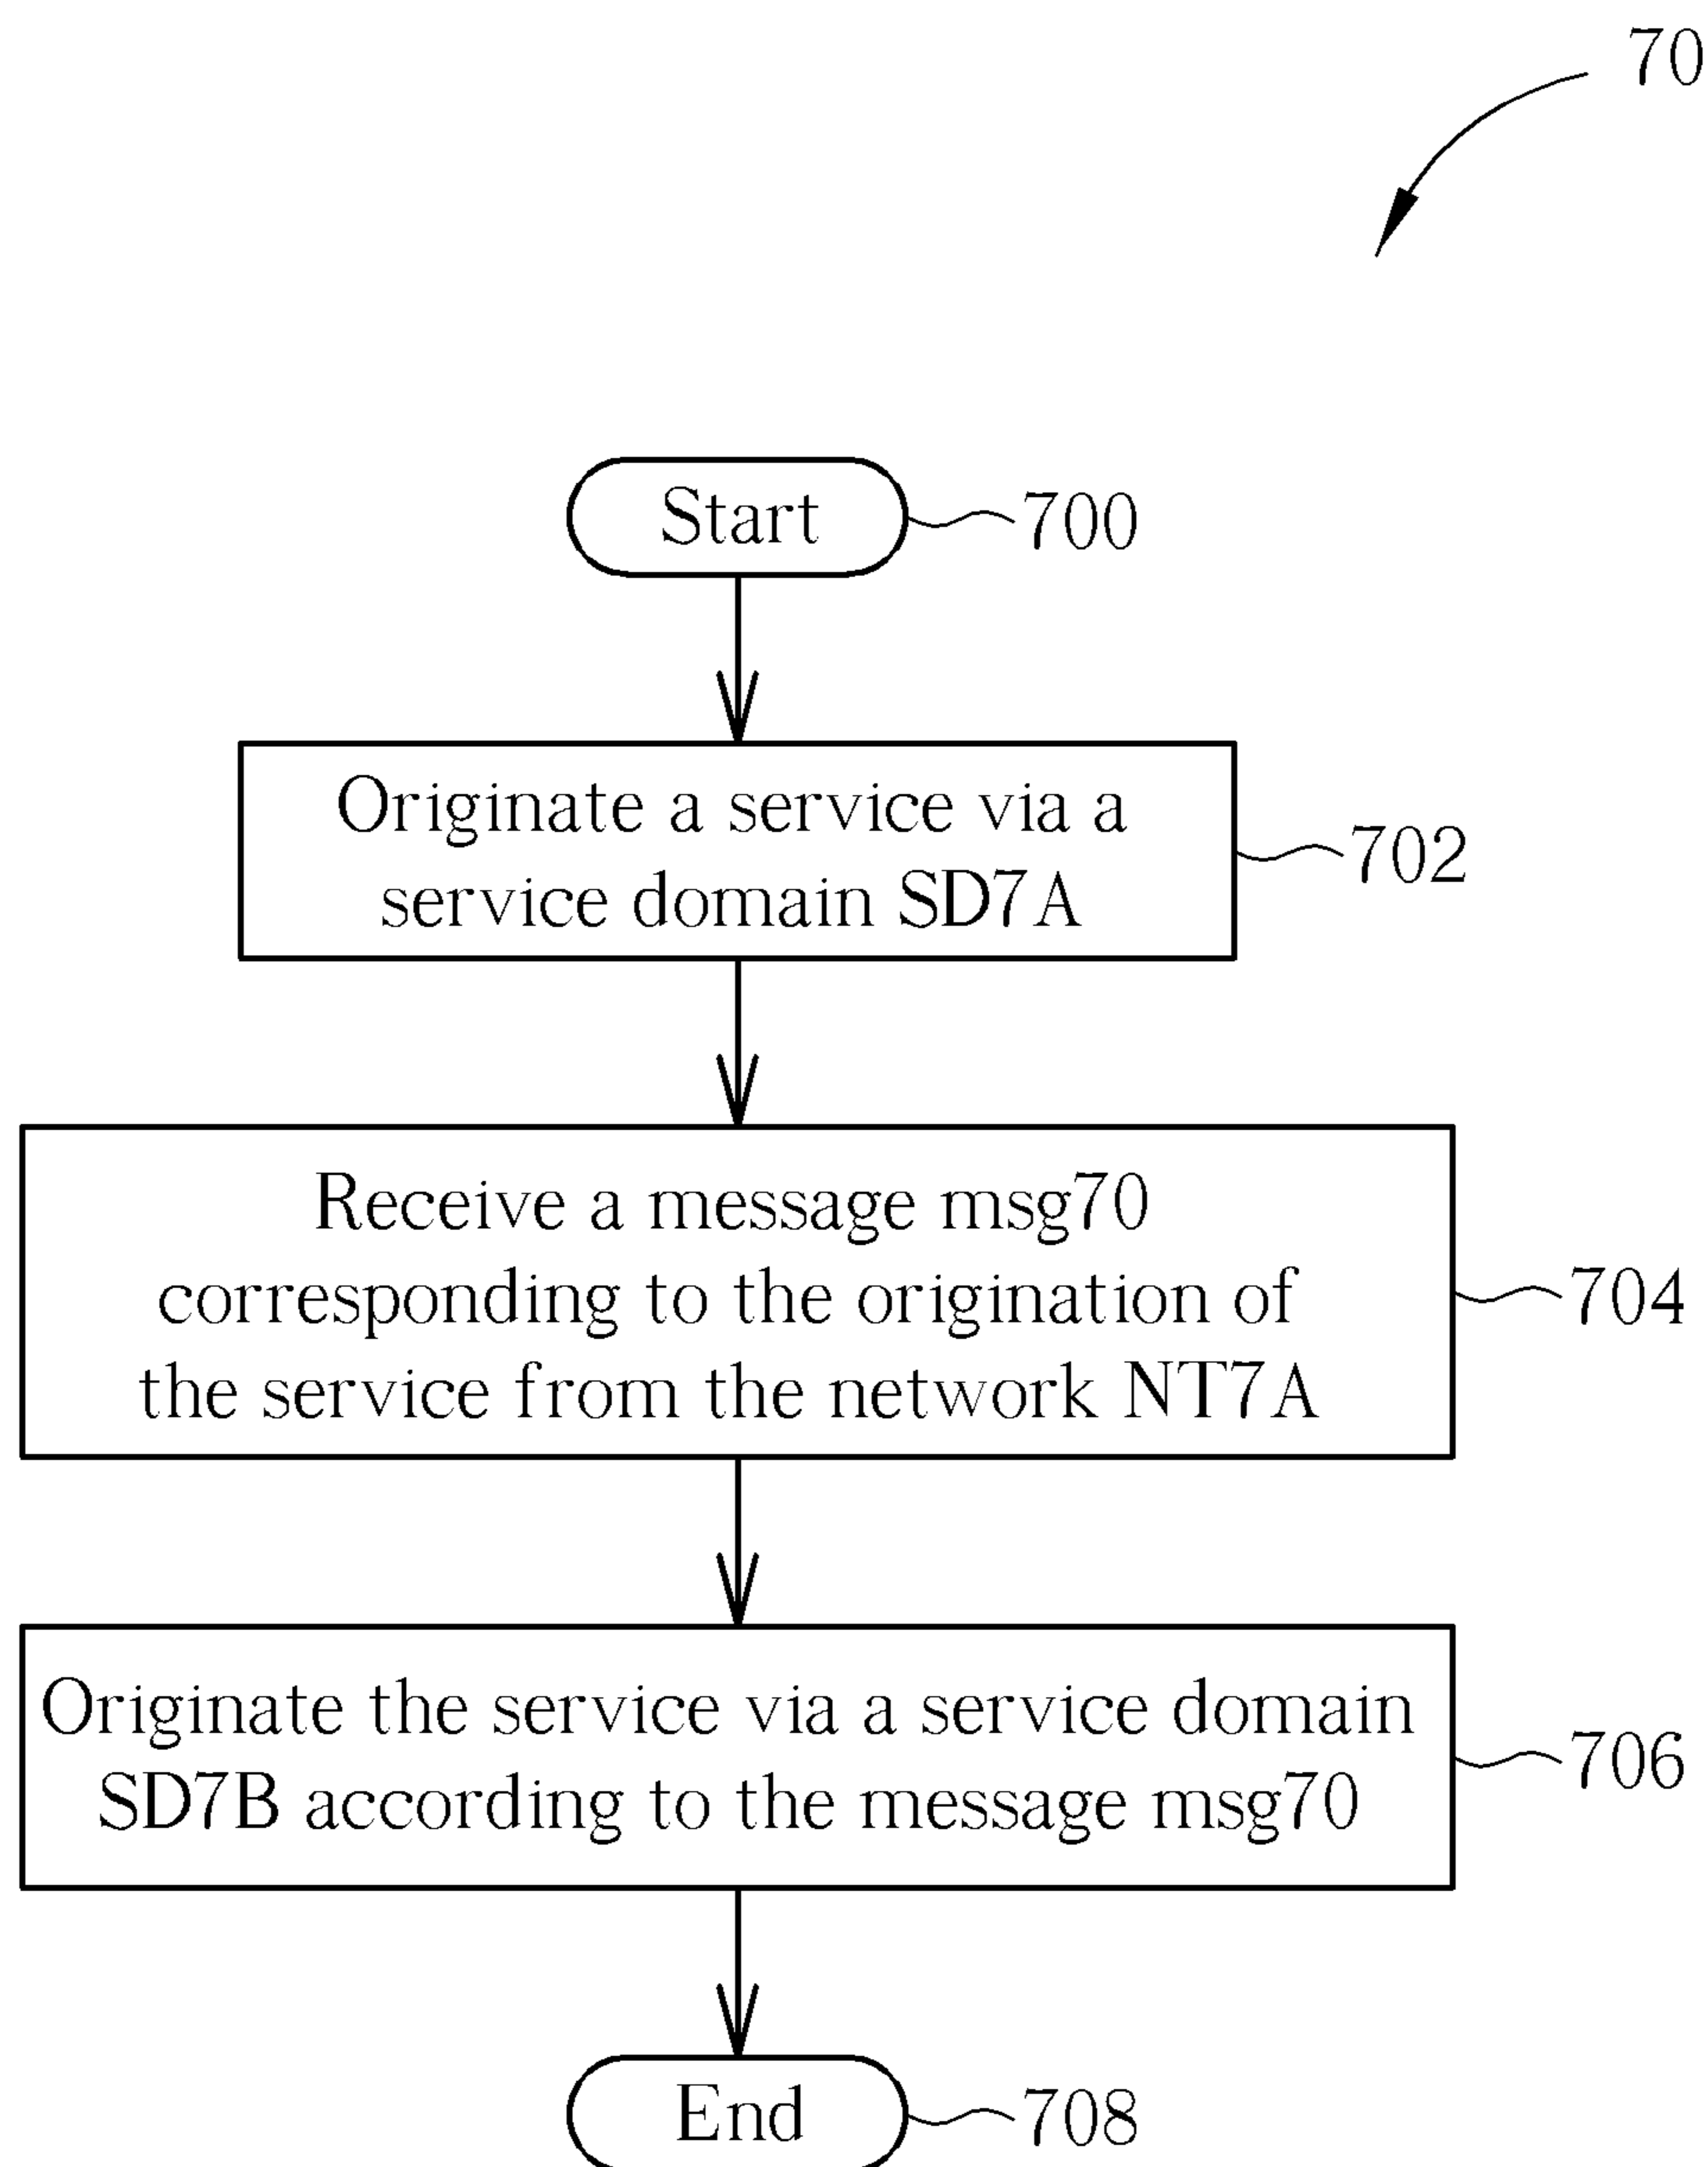 70
Start
700
Originate a service via a
service domain SD7A
702
Receive a message msg70
corresponding to the origination of
the service from the network NT7A
704
Originate the service via a service domain
SD7B according to the message msg70
706
End
708